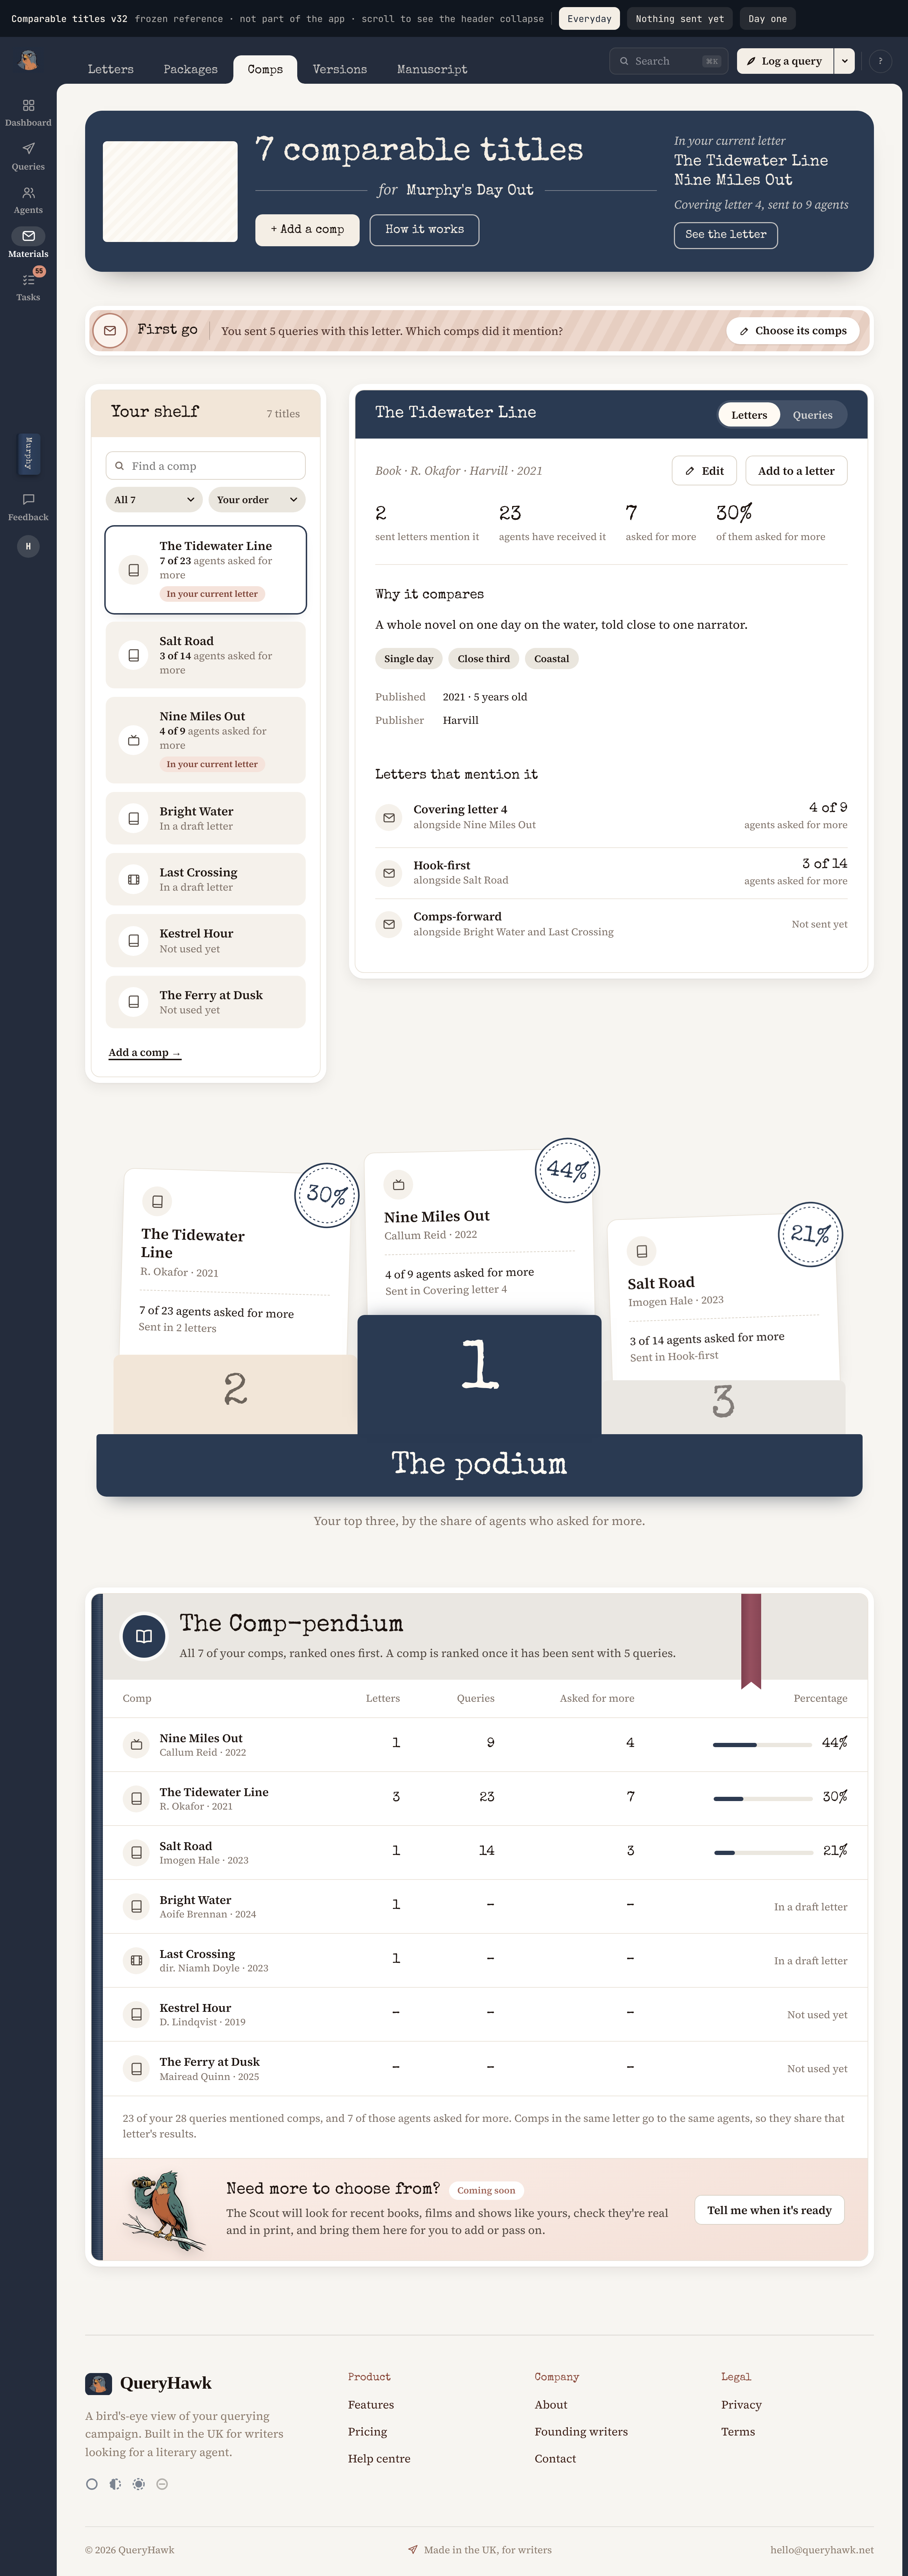 Comparable titles v32 frozen reference · not part of the app · scroll to see the header collapse Everyday Nothing sent yet Day one
Letters Packages Comps Versions Manuscript Search ⌘K Log a query ?
Dashboard
Queries
Agents
Materials
55
Tasks
Murphy
Feedback
H
7 comparable titles
for Murphy's Day Out
+ Add a comp How it works
In your current letter
The Tidewater Line
Nine Miles Out
Covering letter 4, sent to 9 agents
See the letter
First go You sent 5 queries with this letter. Which comps did it mention? Choose its comps
Your shelf 7 titles
Find a comp
All 7 Your order
The Tidewater Line
7 of 23 agents asked for
more
In your current letter
Salt Road
3 of 14 agents asked for
more
Nine Miles Out
4 of 9 agents asked for
more
In your current letter
Bright Water
In a draft letter
Last Crossing
In a draft letter
Kestrel Hour
Not used yet
The Ferry at Dusk
Not used yet
Add a comp →
The Tidewater Line Letters Queries
Book · R. Okafor · Harvill · 2021 Edit Add to a letter
2 23 7 30%
sent letters mention it agents have received it asked for more of them asked for more
Why it compares
A whole novel on one day on the water, told close to one narrator.
Single day Close third Coastal
Published 2021 · 5 years old
Publisher Harvill
Letters that mention it
Covering letter 4 4 of 9
alongside Nine Miles Out agents asked for more
Hook-first 3 of 14
alongside Salt Road agents asked for more
Comps-forward
alongside Bright Water and Last Crossing Not sent yet
30%
The Tidewater
Line
R. Okafor · 2021
7 of 23 agents asked for more
Sent in 2 letters
2
44%
Nine Miles Out
Callum Reid · 2022
4 of 9 agents asked for more
Sent in Covering letter 4
1
21%
Salt Road
Imogen Hale · 2023
3 of 14 agents asked for more
Sent in Hook-first
3
The podium
Your top three, by the share of agents who asked for more.
The Comp-pendium
All 7 of your comps, ranked ones first. A comp is ranked once it has been sent with 5 queries.
Comp Letters Queries Asked for more Percentage
Nine Miles Out 1 9 4 44%
Callum Reid · 2022
The Tidewater Line 3 23 7 30%
R. Okafor · 2021
Salt Road 1 14 3 21%
Imogen Hale · 2023
Bright Water 1 – – In a draft letter
Aoife Brennan · 2024
Last Crossing 1 – – In a draft letter
dir. Niamh Doyle · 2023
Kestrel Hour – – – Not used yet
D. Lindqvist · 2019
The Ferry at Dusk – – – Not used yet
Mairead Quinn · 2025
23 of your 28 queries mentioned comps, and 7 of those agents asked for more. Comps in the same letter go to the same agents, so they share that
letter's results.
Need more to choose from? Coming soon
The Scout will look for recent books, films and shows like yours, check they're real
and in print, and bring them here for you to add or pass on.
Tell me when it's ready
QueryHawk
A bird's-eye view of your querying
campaign. Built in the UK for writers
looking for a literary agent.
Product
Features
Pricing
Help centre
Company
About
Founding writers
Contact
Legal
Privacy
Terms
© 2026 QueryHawk Made in the UK, for writers hello@queryhawk.net